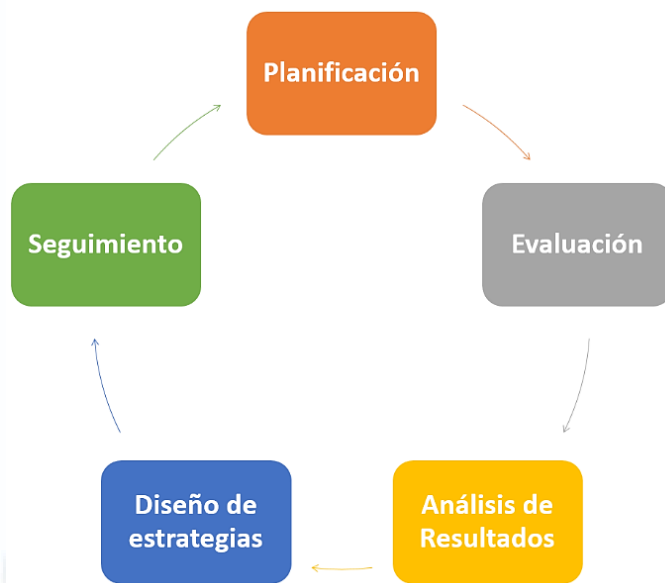 Planificación
Evaluación
Análisis de
Resultados
Diseño de
estrategias
Seguimiento